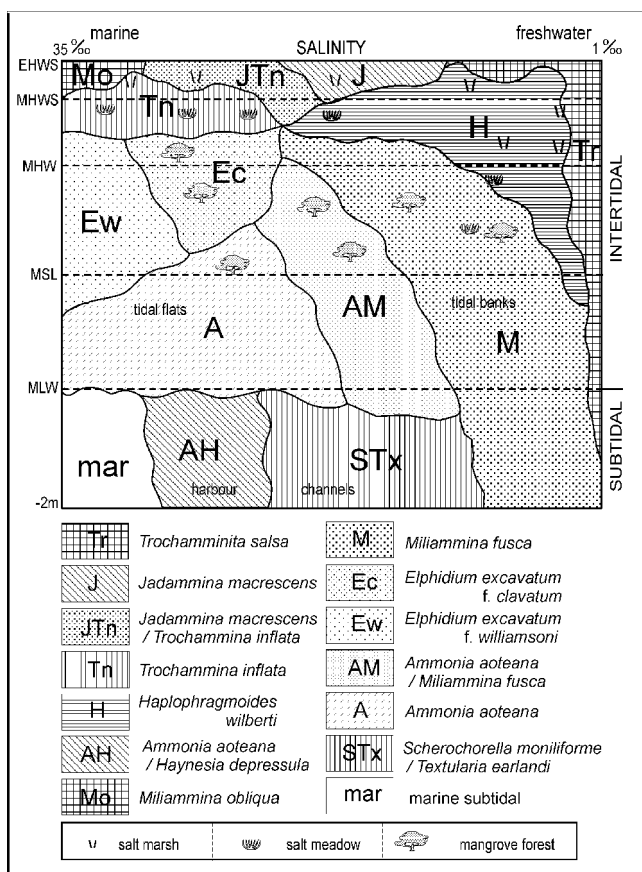 marine
freshwater
35 ‰
SALINITY
1 ‰
EHWS
Mo
JTn
J
MHWS
Tn
H
Tr
MHW
Ec
Ew
INTERTIDAL
MSL
tidal flats
A
AM
tidal banks
M
MLW
mar
AH
harbour
STx
channels
SUBTIDAL
-2m
Tr Trochamminita salsa
J Jadammina macrescens
JTn Jadammina macrescens
/ Trochammina inflata
Tn Trochammina inflata
H Haplophragmoides
wilberti
AH Ammonia aoteana
/ Haynesia depressula
Mo Miliammina obliqua
M Miliammina fusca
Ec Elphidium excavatum
f. clavatum
Ew Elphidium excavatum
f. williamsoni
AM Ammonia aoteana
/ Miliammina fusca
A Ammonia aoteana
STx Scherochorella moniliforme
/ Textularia earlandi
mar marine subtidal
salt marsh
salt meadow
mangrove forest